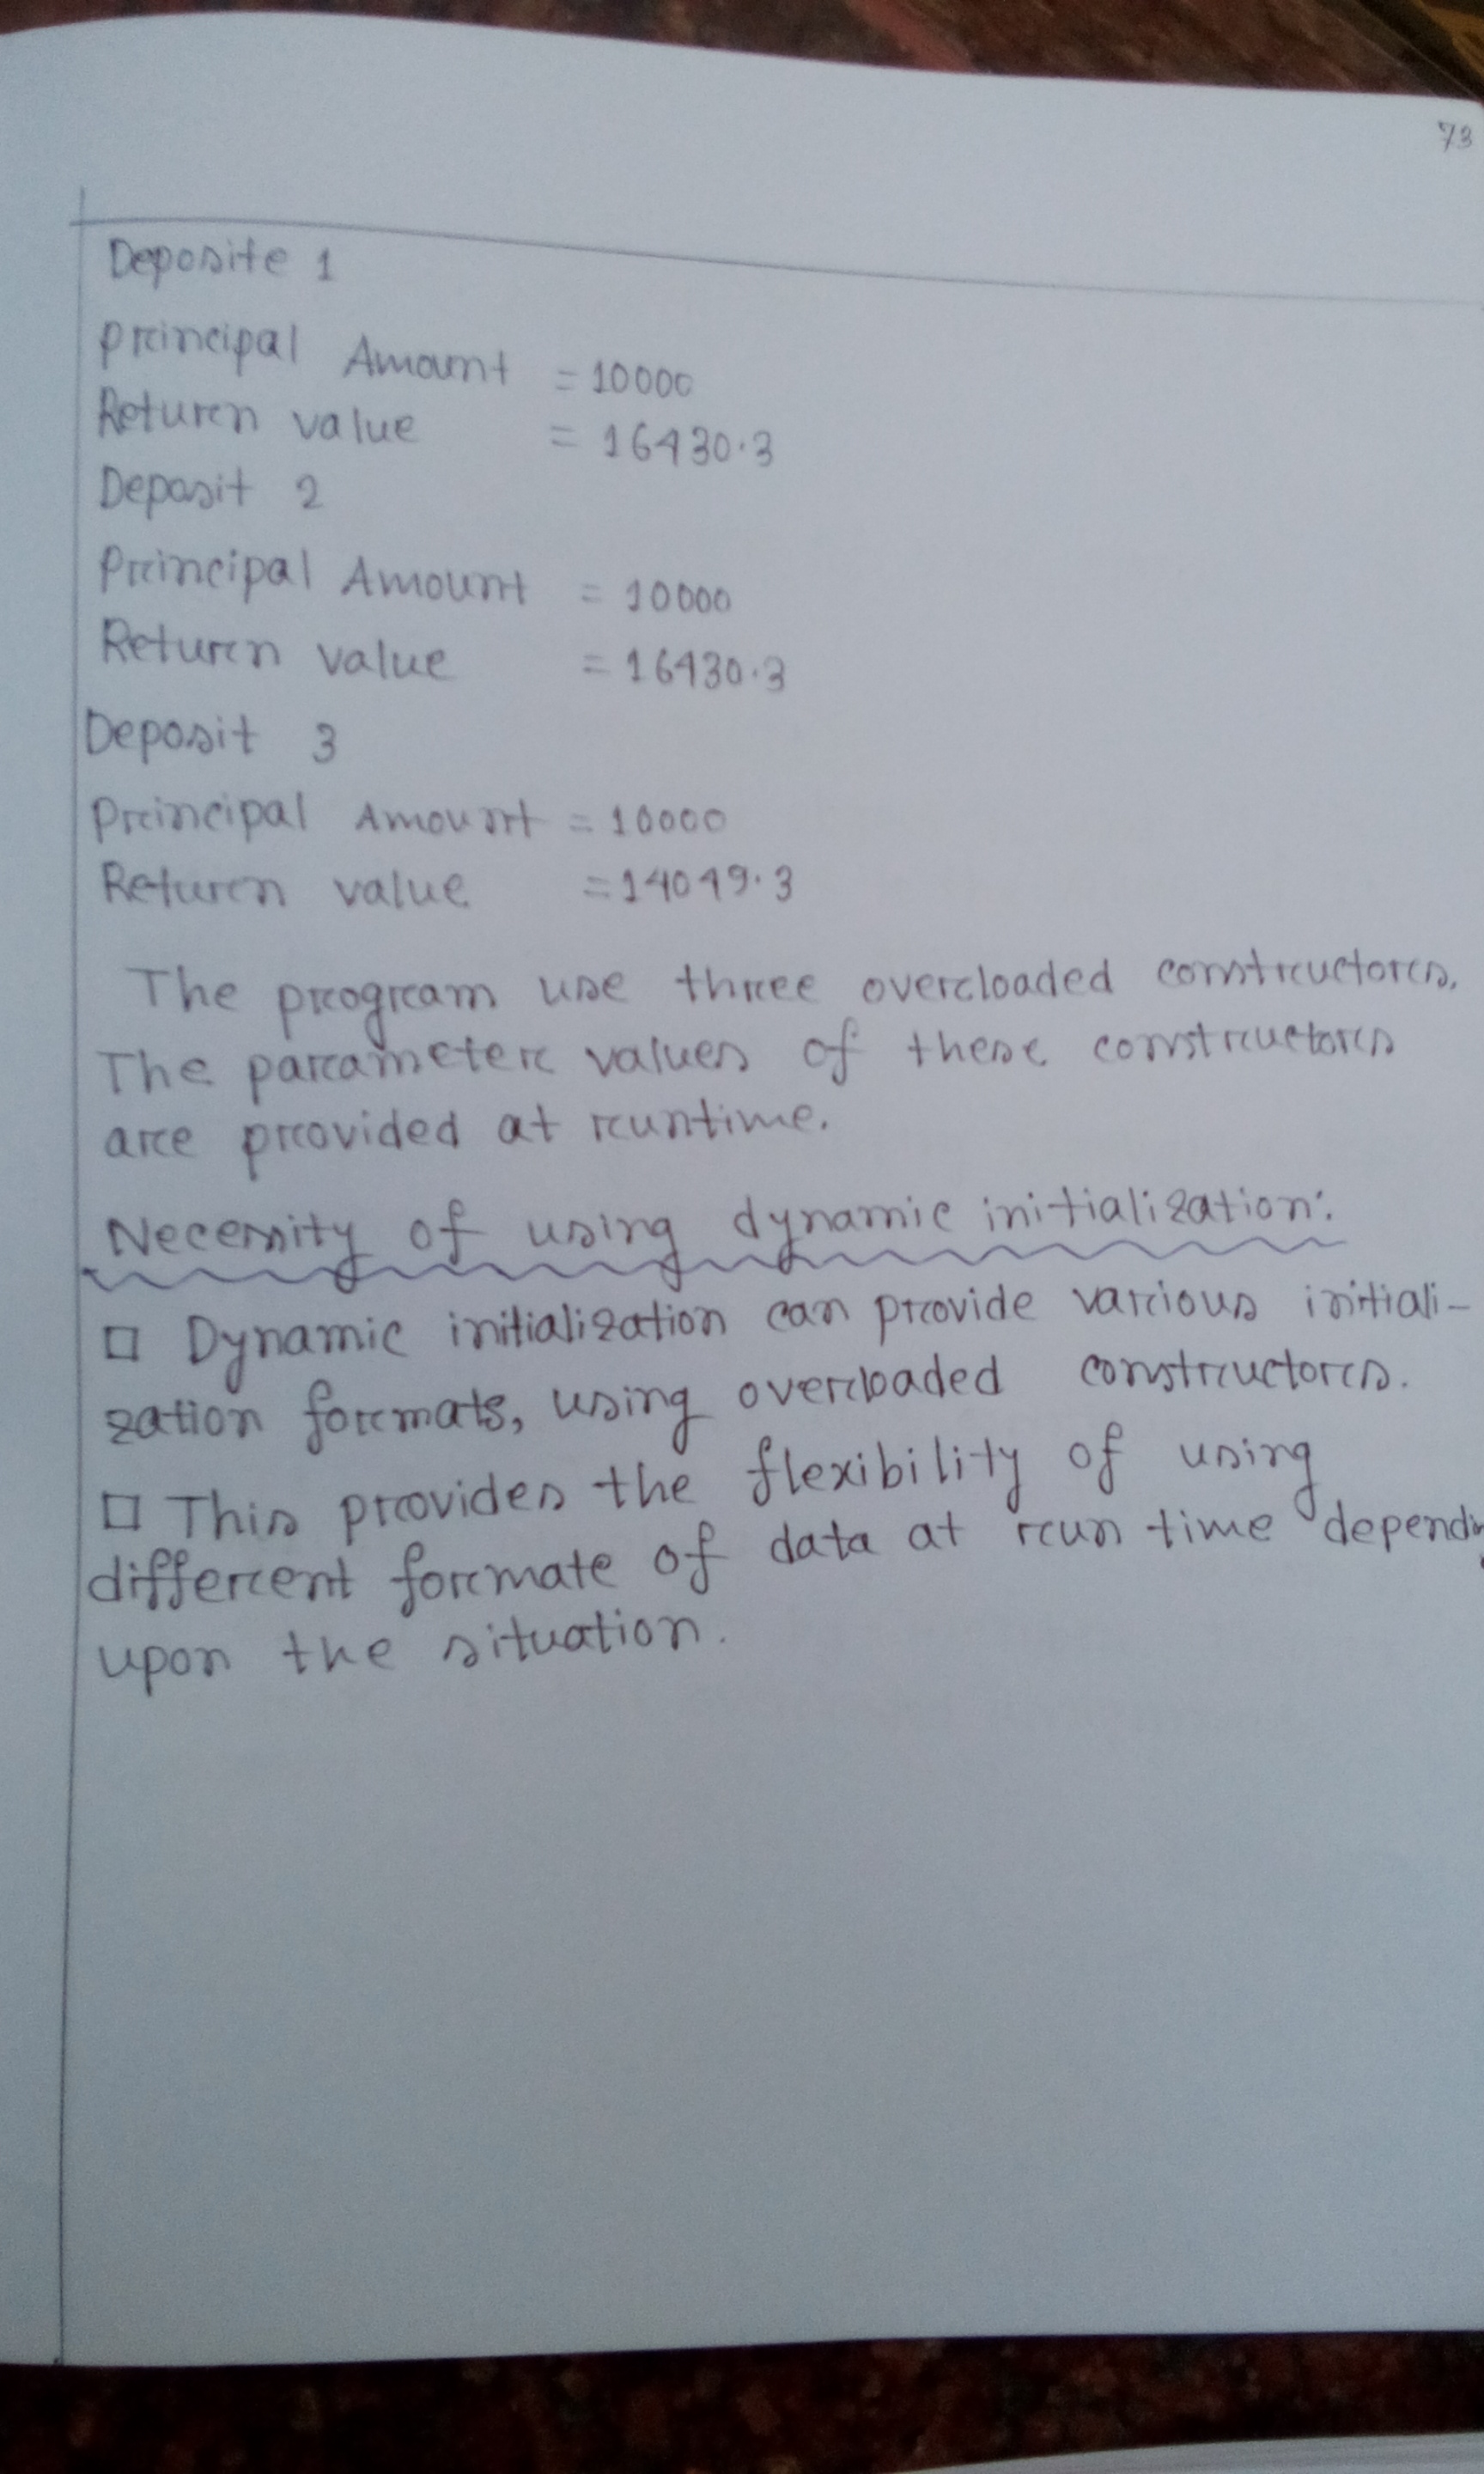 73
Deposite 1
Principal Amount = 10000
Return value = 16430.3
Deposit 2
Principal Amount = 10000
Return value = 16430.3
Deposit 3
Principal Amount = 10000
Return value = 14049.3
The program use three overloaded constructors.
The parameter values of these constructors
are provided at runtime.
Necessity of using dynamic initialization:
□ Dynamic initialization can provide various initiali-
zation formats, using overloaded constructors.
□ This provides the flexibility of using
different formate of data at run time
upon the situation.